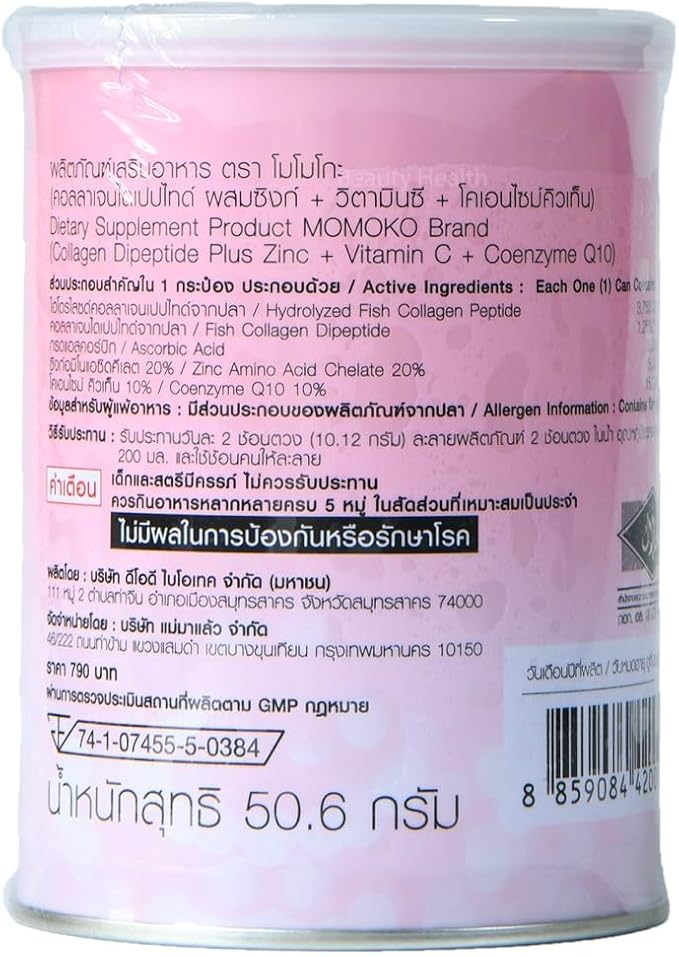 ผลิตภัณฑ์เสริมอาหาร ตรา โมโมโกะ
Beauty Health
(คอลลาเจนไดเปปไทด์ ผสมซิงก์ + วิตามินซี + โคเอนไซม์คิวเท็น)
Dietary Supplement Product MOMOKO Brand
(Collagen Dipeptide Plus Zinc + Vitamin C + Coenzyme Q10)
ส่วนประกอบสำคัญใน 1 กระป๋อง ประกอบด้วย / Active Ingredients : Each One (1) Can
ไฮโดรไลซด์คอลลาเจนเปปไทด์จากปลา / Hydrolyzed Fish Collagen Peptide
คอลลาเจนไดเปปไทด์จากปลา / Fish Collagen Dipeptide
กรดแอสคอร์บิก / Ascorbic Acid
ซิงก์อมิโนแอซิดคีเลต 20% / Zinc Amino Acid Chelate 20%
โคเอนไซม์ คิวเท็น 10% / Coenzyme Q10 10%
ข้อมูลสำหรับผู้แพ้อาหาร : มีส่วนประกอบของผลิตภัณฑ์จากปลา / Allergen Information : Contains
วิธีรับประทาน : รับประทานวันละ 2 ช้อนตวง (10.12 กรัม) ละลายผลิตภัณฑ์ 2 ช้อนตวง ในน้ำ
200 มล. และใช้ช้อนคนให้ละลาย
คำเตือน
เด็กและสตรีมีครรภ์ ไม่ควรรับประทาน
ควรกินอาหารหลากหลายครบ 5 หมู่ ในสัดส่วนที่เหมาะสมเป็นประจำ
ไม่มีผลในการป้องกันหรือรักษาโรค
ผลิตโดย : บริษัท ดีโอดี ไบโอเทค จำกัด (มหาชน)
111 หมู่ 2 ตำบลท่าจีน อำเภอเมืองสมุทรสาคร จังหวัดสมุทรสาคร 74000
จัดจำหน่ายโดย : บริษัท แม่มาแล้ว จำกัด
46/222 ถนนท่าข้าม แขวงแสมดำ เขตบางขุนเทียน กรุงเทพมหานคร 10150
ราคา 790 บาท
ผ่านการตรวจประเมินสถานที่ผลิตตาม GMP กฎหมาย
วันเดือนปีที่ผลิต / วันหมดอายุ
74-1-07455-5-0384
น้ำหนักสุทธิ 50.6 กรัม
8 859084 4200